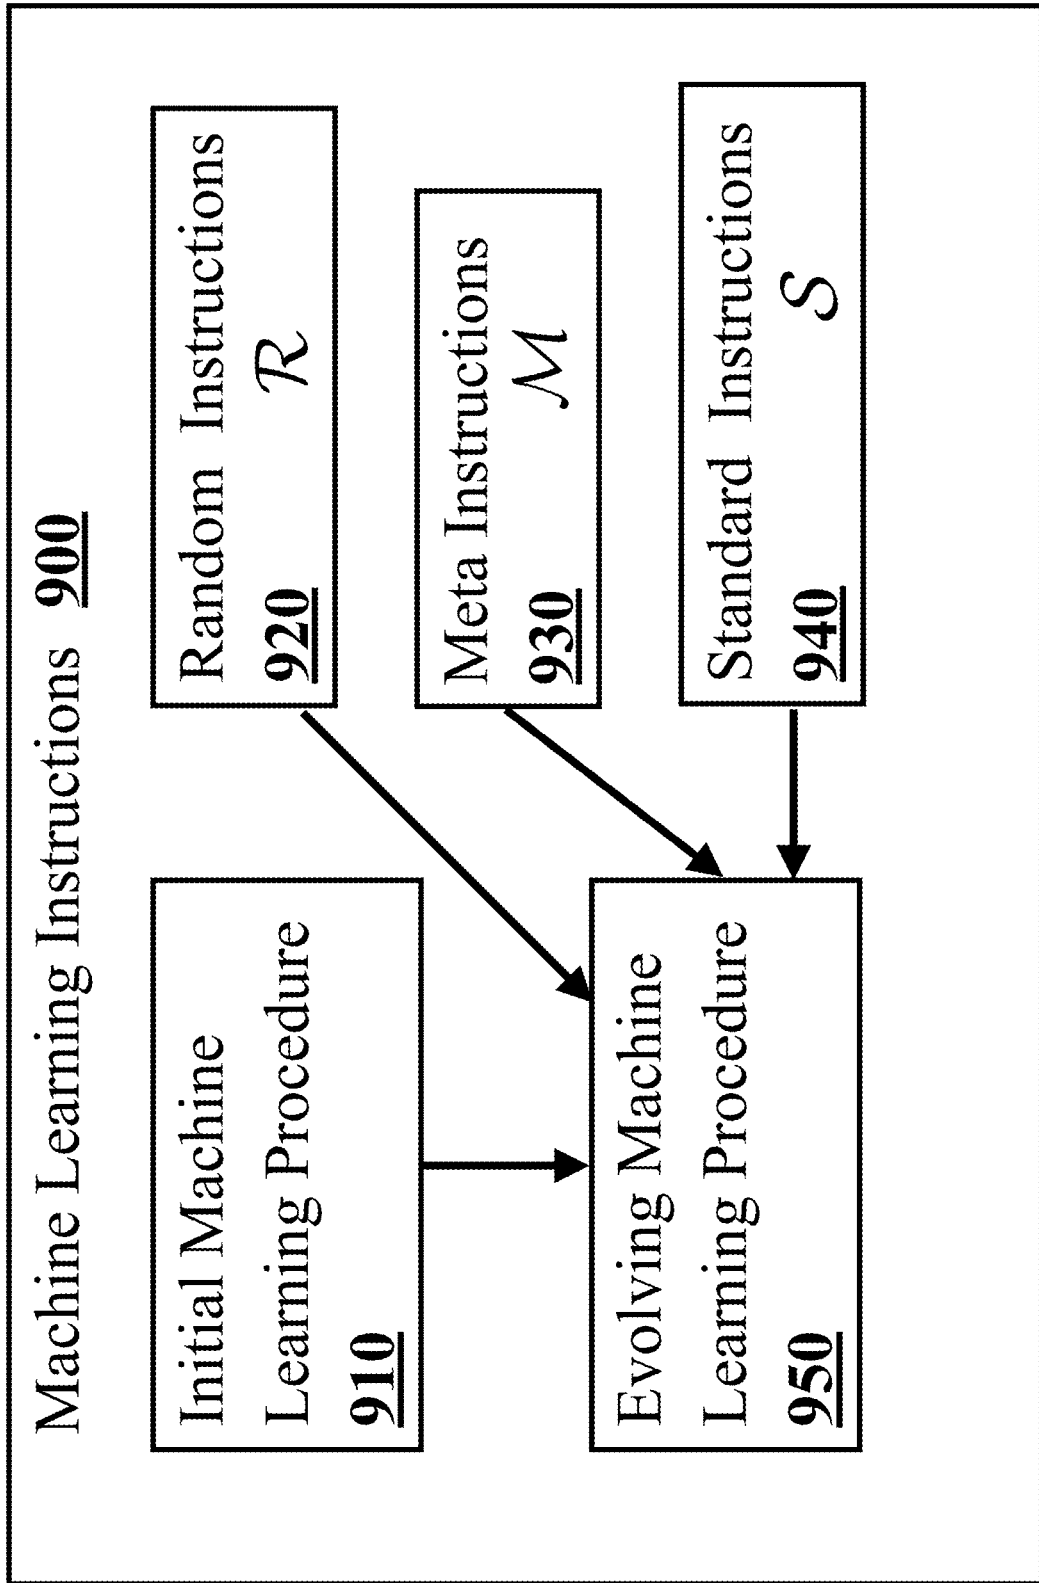 Machine Learning Instructions 900
Initial Machine
Learning Procedure
910
Random Instructions
920 ℛ
Meta Instructions
930 ℳ
Evolving Machine
Learning Procedure
950
Standard Instructions
940 𝒮